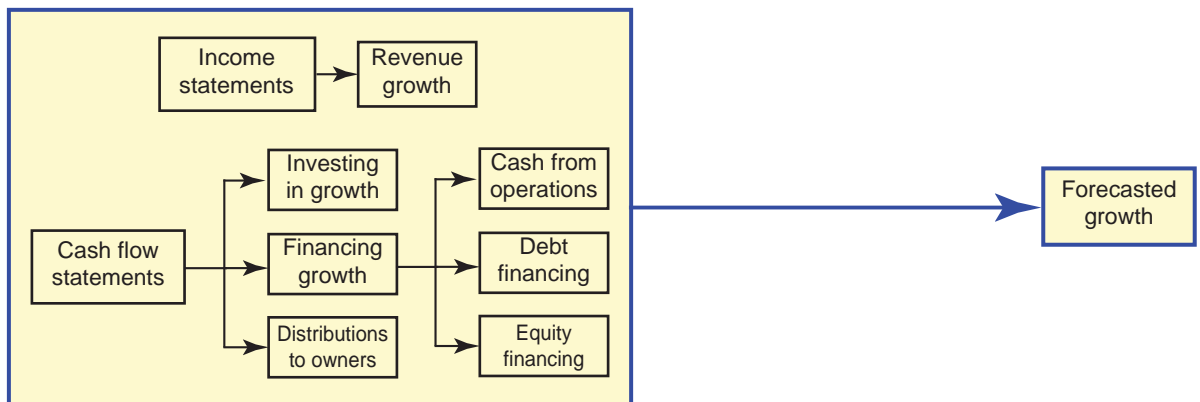 Income
statements
Revenue
growth
Investing
in growth
Cash from
operations
Forecasted
growth
Cash flow
statements
Financing
growth
Debt
financing
Distributions
to owners
Equity
financing